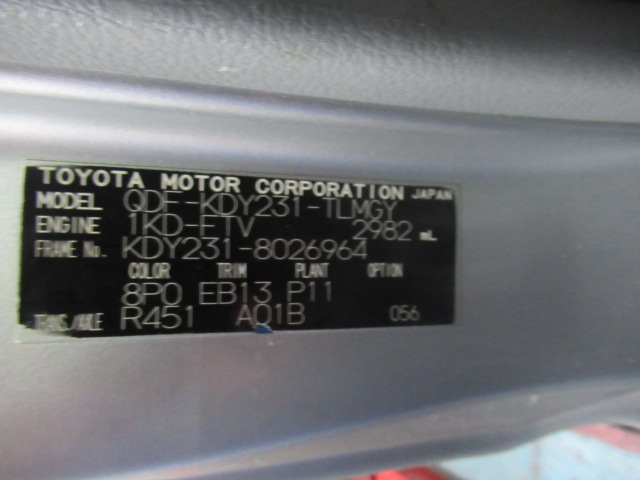 TOYOTA MOTOR CORPORATION JAPAN
MODEL QDF-KDY231-TLMGY
ENGINE 1KD-FTV 2982 mL
FRAME No. KDY231-8026964
COLOR TRIM PLANT OPTION
8P0 EB13 P11
TRANS/AXLE R451 A01B 056